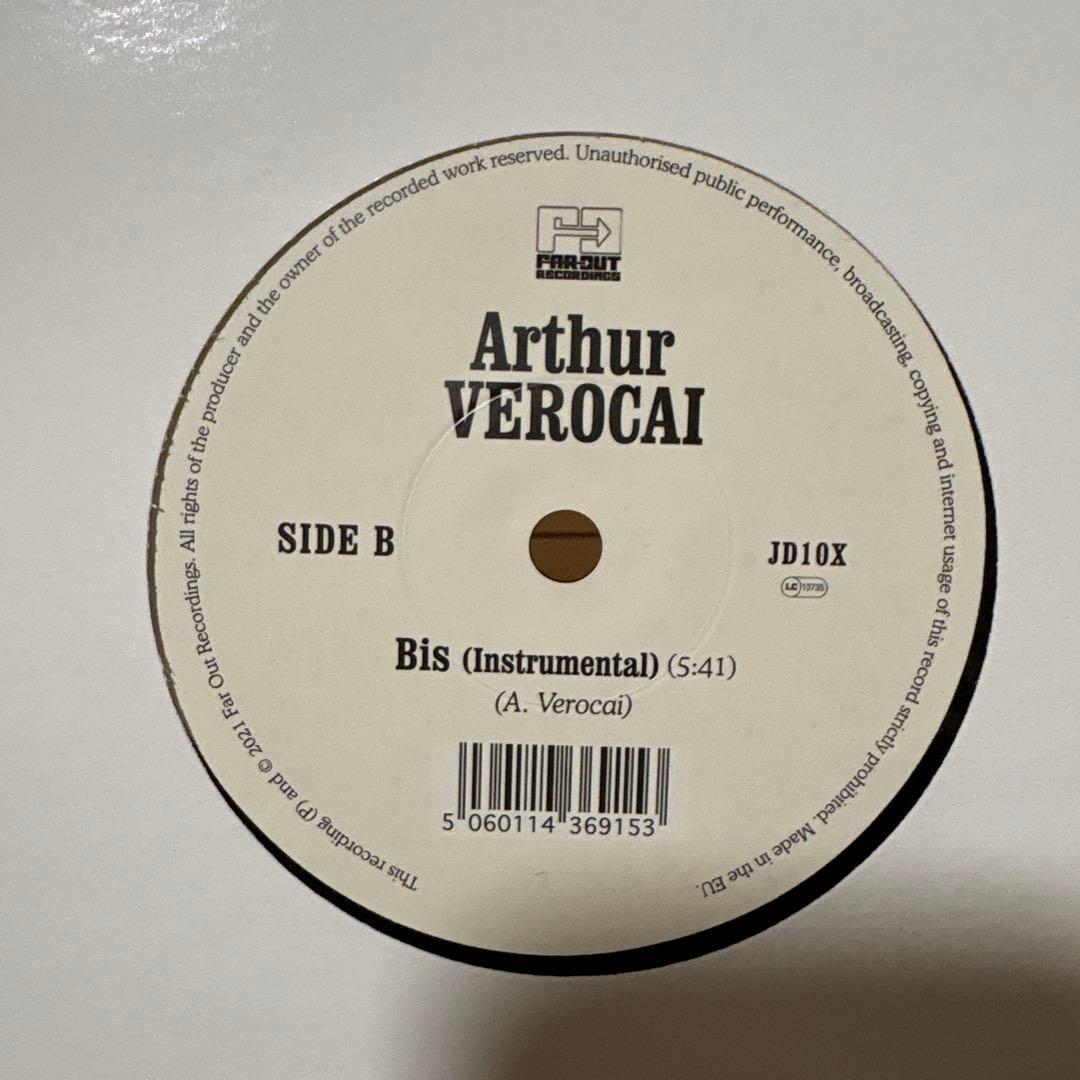 FAR-OUT
RECORDINGS
Arthur
VEROCAI
SIDE B
JD10X
LC 13735
Bis (Instrumental) (5:41)
(A. Verocai)
5 060114 369153
This recording (P) and © 2021 Far Out Recordings. All rights of the producer and the owner of the recorded work reserved. Unauthorised public performance, broadcasting, copying and internet usage of this record strictly prohibited. Made in the EU.